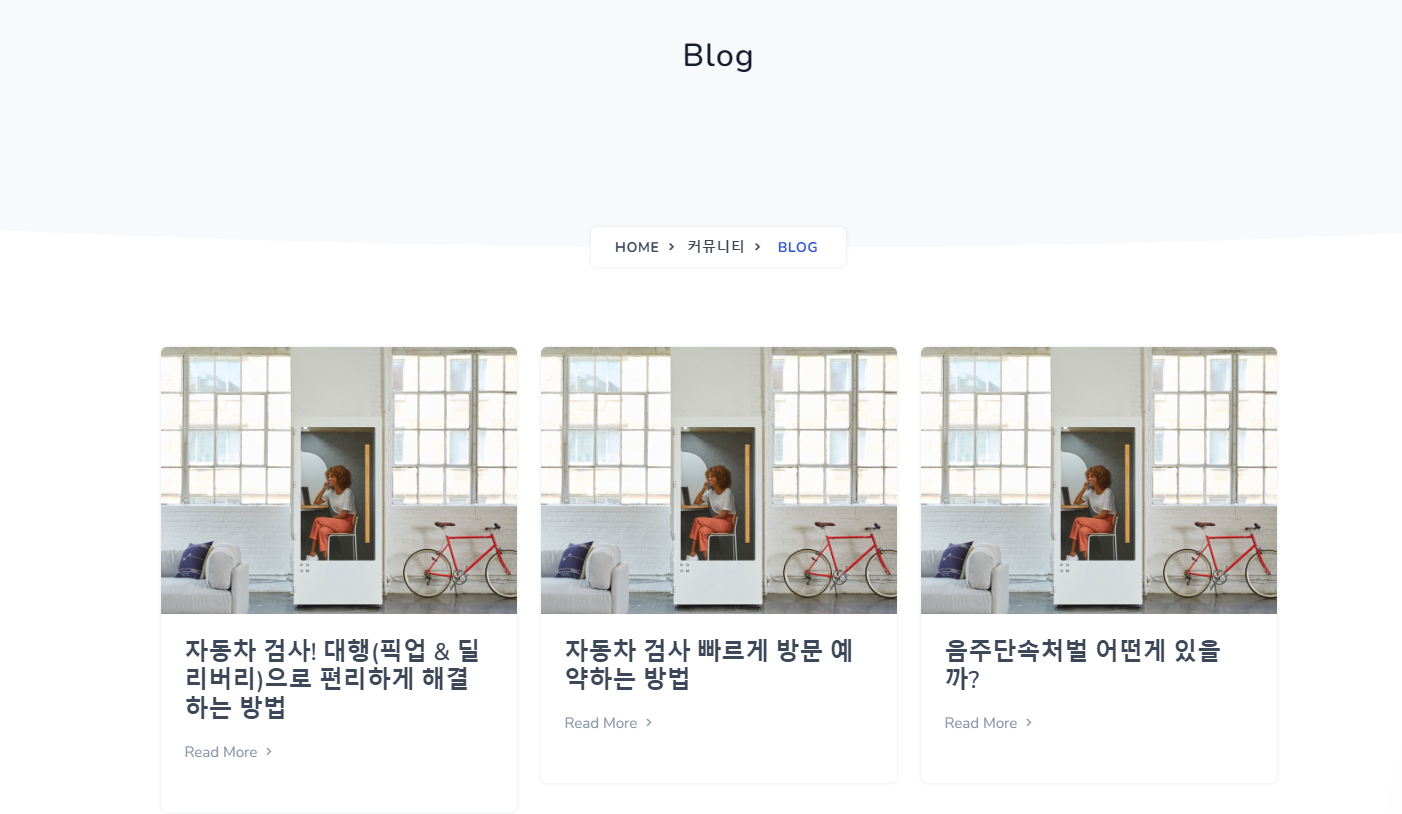 Blog
HOME > 커뮤니티 > BLOG
자동차 검사! 대행(픽업 & 딜
리버리)으로 편리하게 해결
하는 방법
Read More >
자동차 검사 빠르게 방문 예
약하는 방법
Read More >
음주단속처벌 어떤게 있을
까?
Read More >